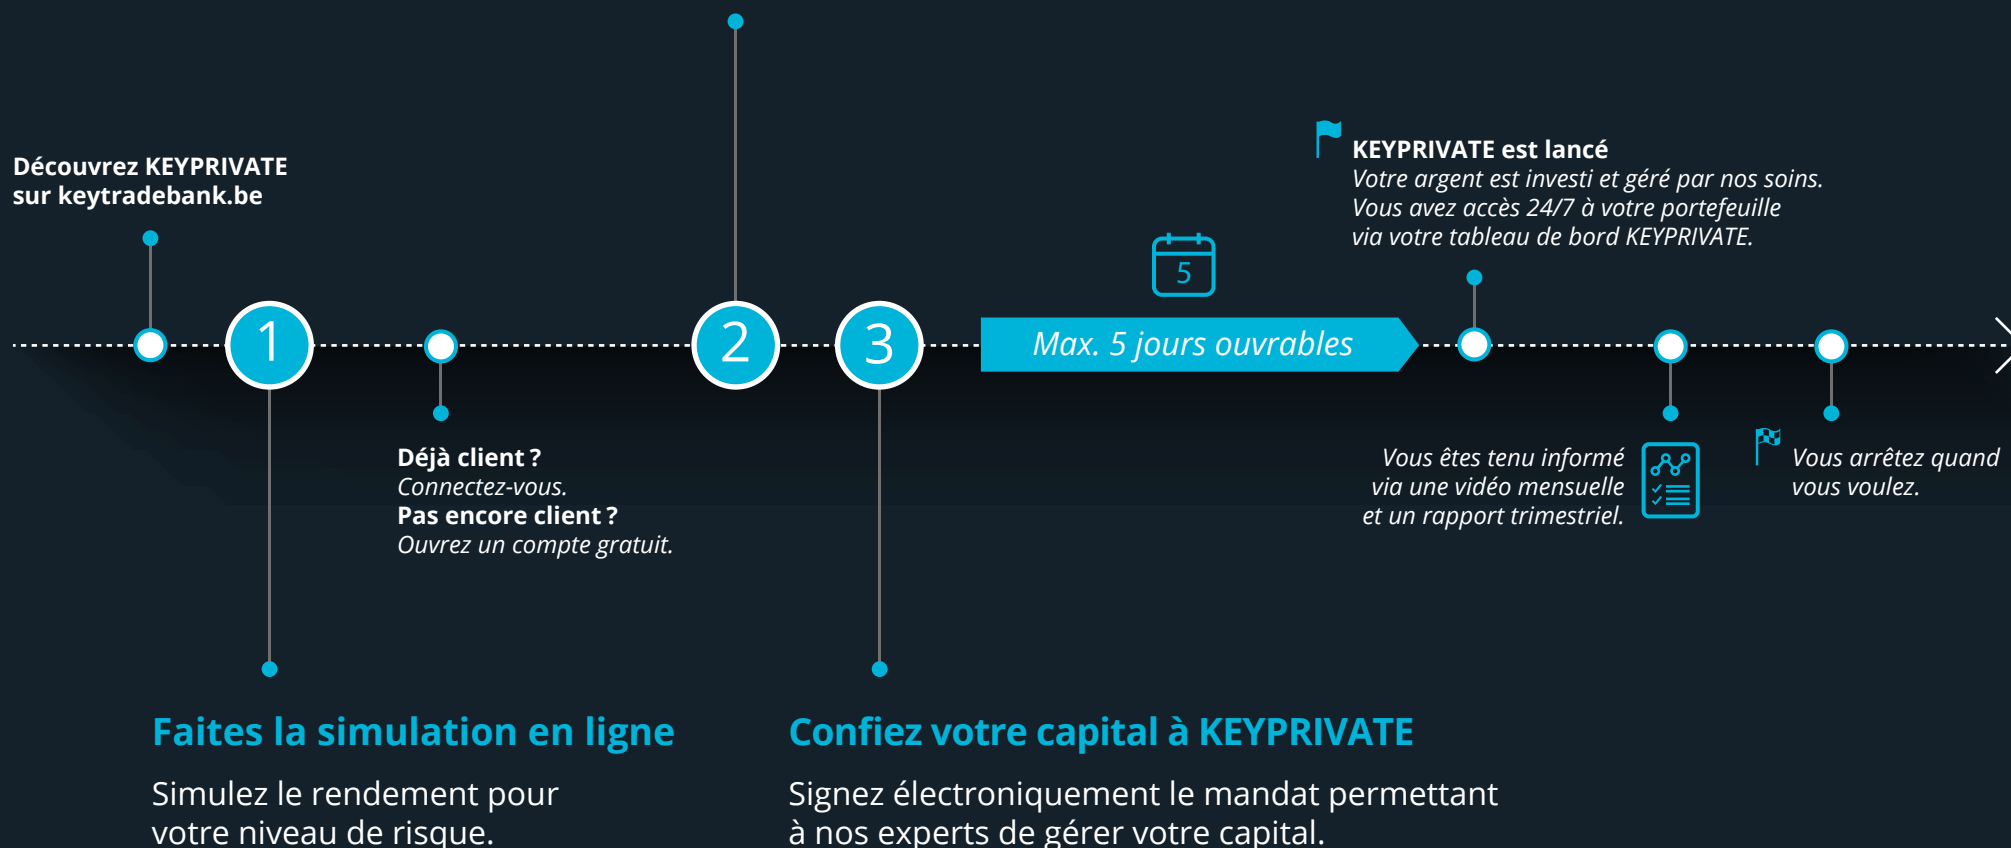 Découvrez KEYPRIVATE
sur keytradebank.be
1
Déjà client ?
Connectez-vous.
Pas encore client ?
Ouvrez un compte gratuit.
2
3
5
Max. 5 jours ouvrables
KEYPRIVATE est lancé
Votre argent est investi et géré par nos soins.
Vous avez accès 24/7 à votre portefeuille
via votre tableau de bord KEYPRIVATE.
Vous êtes tenu informé
via une vidéo mensuelle
et un rapport trimestriel.
Vous arrêtez quand
vous voulez.
Faites la simulation en ligne
Simulez le rendement pour
votre niveau de risque.
Confiez votre capital à KEYPRIVATE
Signez électroniquement le mandat permettant
à nos experts de gérer votre capital.